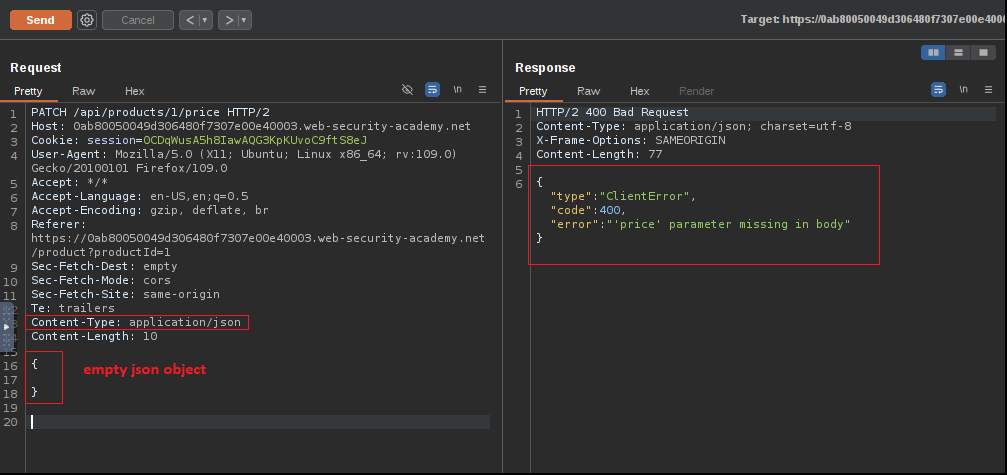 Send Cancel < > Target: https://0ab80050049d306480f7307e00e400
Request
Pretty Raw Hex \n
1 PATCH /api/products/1/price HTTP/2
2 Host: 0ab80050049d306480f7307e00e40003.web-security-academy.net
3 Cookie: session=OCDqWusA5h8IawAQG3KpKUvoC9ftS8eJ
4 User-Agent: Mozilla/5.0 (X11; Ubuntu; Linux x86_64; rv:109.0)
Gecko/20100101 Firefox/109.0
5 Accept: */*
6 Accept-Language: en-US,en;q=0.5
7 Accept-Encoding: gzip, deflate, br
8 Referer:
https://0ab80050049d306480f7307e00e40003.web-security-academy.net
/product?productId=1
9 Sec-Fetch-Dest: empty
10 Sec-Fetch-Mode: cors
11 Sec-Fetch-Site: same-origin
Te: trailers
Content-Type: application/json
Content-Length: 10
15
16 {
17 empty json object
18 }
19
20
Response
Pretty Raw Hex Render \n
1 HTTP/2 400 Bad Request
2 Content-Type: application/json; charset=utf-8
3 X-Frame-Options: SAMEORIGIN
4 Content-Length: 77
5
6 {
"type":"ClientError",
"code":400,
"error":"'price' parameter missing in body"
}